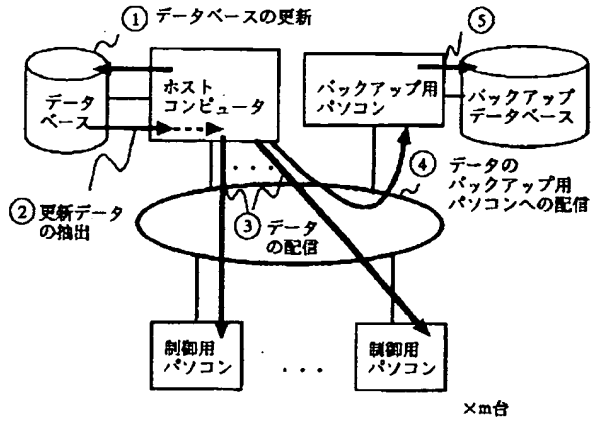 ① データベースの更新
⑤
データ
ベース
ホスト
コンピュータ
バックアップ用
パソコン
バックアップ
データベース
② 更新データ
の抽出
・・・
③ データ
の配信
④ データの
バックアップ用
パソコンへの配信
制御用
パソコン
・・・
制御用
パソコン
×m台